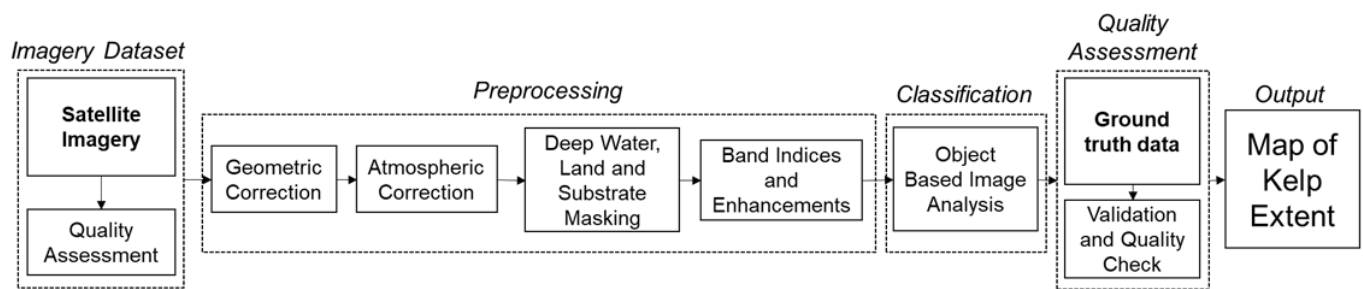 Imagery Dataset
Satellite
Imagery
Quality
Assessment
Preprocessing
Geometric
Correction
Atmospheric
Correction
Deep Water,
Land and
Substrate
Masking
Band Indices
and
Enhancements
Classification
Object
Based Image
Analysis
Quality
Assessment
Ground
truth data
Validation
and Quality
Check
Output
Map of
Kelp
Extent